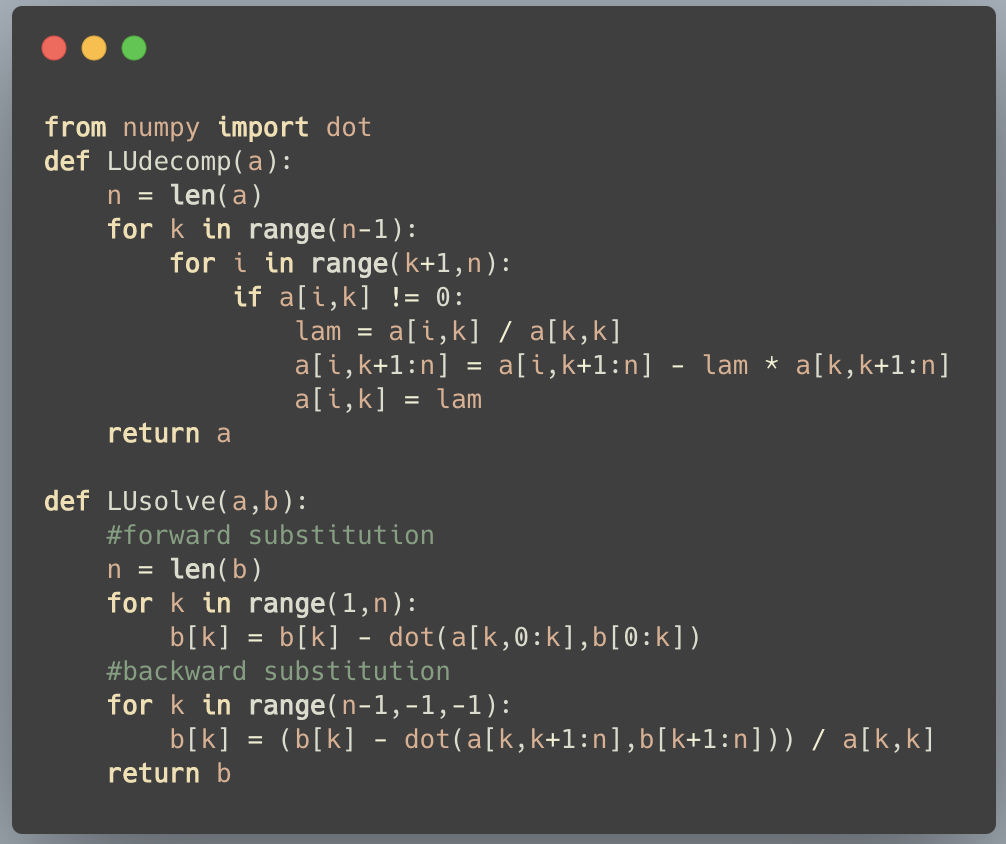 from numpy import dot
def LUdecomp(a):
    n = len(a)
    for k in range(n-1):
        for i in range(k+1,n):
            if a[i,k] != 0:
                lam = a[i,k] / a[k,k]
                a[i,k+1:n] = a[i,k+1:n] - lam * a[k,k+1:n]
                a[i,k] = lam
    return a

def LUsolve(a,b):
    #forward substitution
    n = len(b)
    for k in range(1,n):
        b[k] = b[k] - dot(a[k,0:k],b[0:k])
    #backward substitution
    for k in range(n-1,-1,-1):
        b[k] = (b[k] - dot(a[k,k+1:n],b[k+1:n])) / a[k,k]
    return b